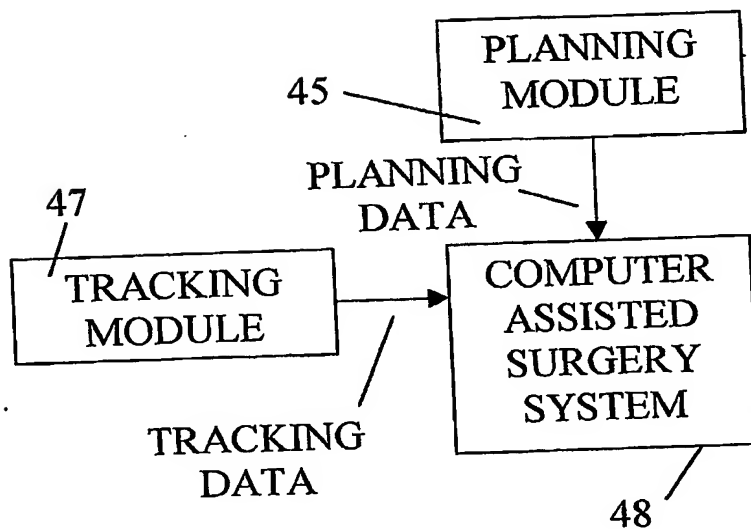 PLANNING
MODULE
45
PLANNING
DATA
47
TRACKING
MODULE
COMPUTER
ASSISTED
SURGERY
SYSTEM
TRACKING
DATA
48